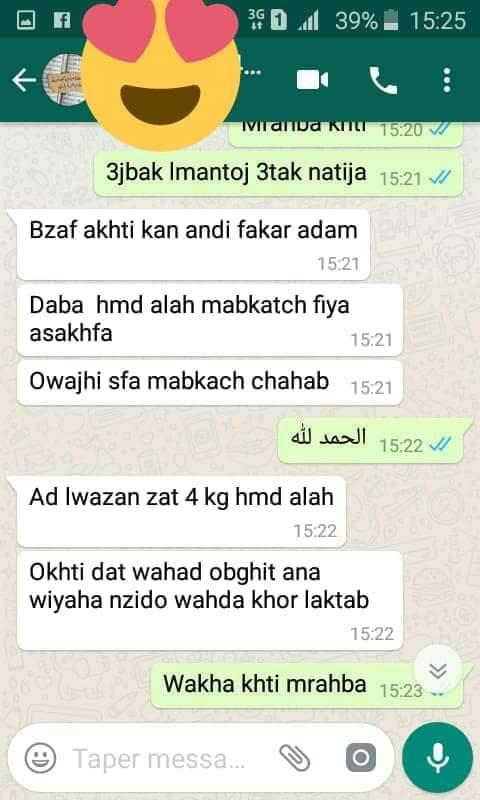 3G 1 39% 15:25
Mrahba khti 15:20
3jbak lmantoj 3tak natija 15:21
Bzaf akhti kan andi fakar adam
15:21
Daba hmd alah mabkatch fiya
asakhfa 15:21
Owajhi sfa mabkach chahab 15:21
الحمد لله 15:22
Ad lwazan zat 4 kg hmd alah
15:22
Okhti dat wahad obghit ana
wiyaha nzido wahda khor laktab
15:22
Wakha khti mrahba 15:23
Taper messa...